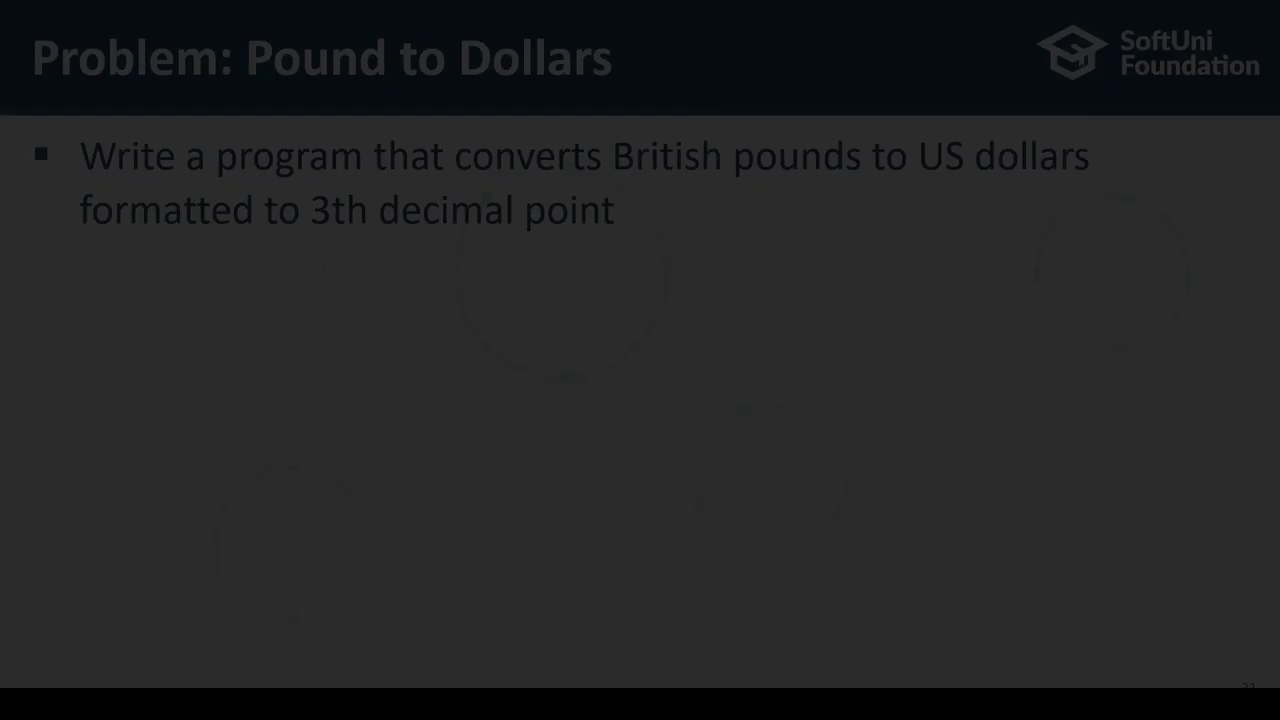 Problem: Pound to Dollars
SoftUni
Foundation
▪ Write a program that converts British pounds to US dollars
formatted to 3th decimal point